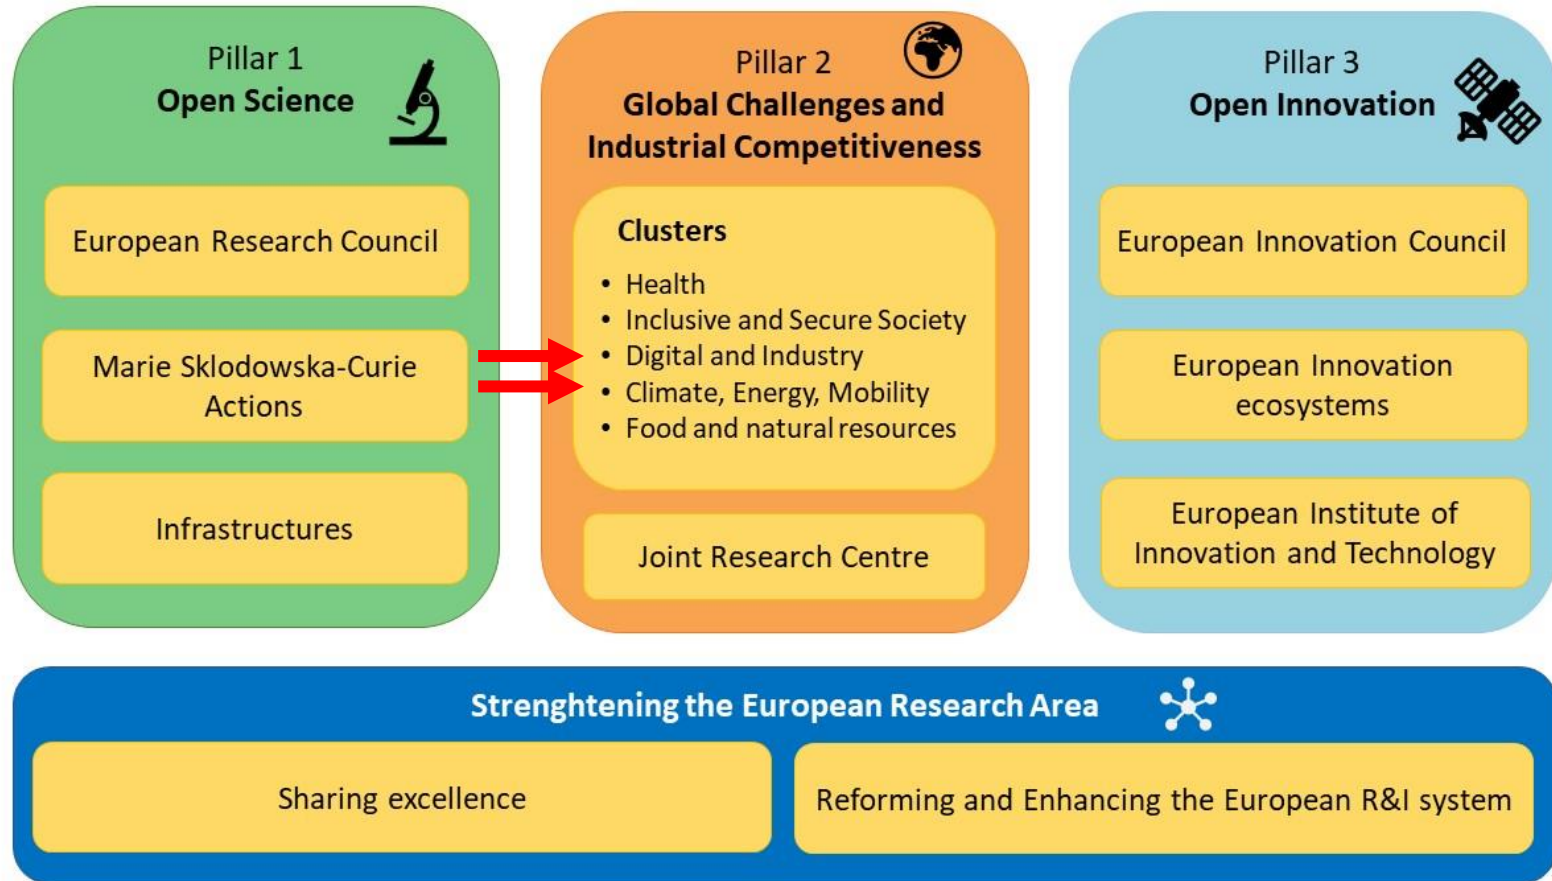 Pillar 1
Open Science
European Research Council
Marie Sklodowska-Curie
Actions
Infrastructures
Pillar 2
Global Challenges and
Industrial Competitiveness
Clusters
• Health
• Inclusive and Secure Society
• Digital and Industry
• Climate, Energy, Mobility
• Food and natural resources
Joint Research Centre
Pillar 3
Open Innovation
European Innovation Council
European Innovation
ecosystems
European Institute of
Innovation and Technology
Strenghtening the European Research Area
Sharing excellence
Reforming and Enhancing the European R&I system